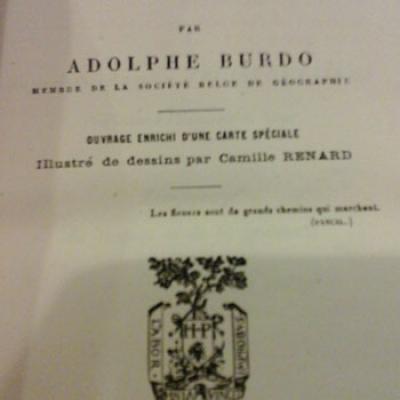 PAR
ADOLPHE BURDO
MEMBRE DE LA SOCIÉTÉ BELGE DE GÉOGRAPHIE
OUVRAGE ENRICHI D'UNE CARTE SPÉCIALE
Illustré de dessins par Camille RENARD
Les fleuves sont de grands chemins qui marchent.
(PASCAL.)
LABOR
H·P